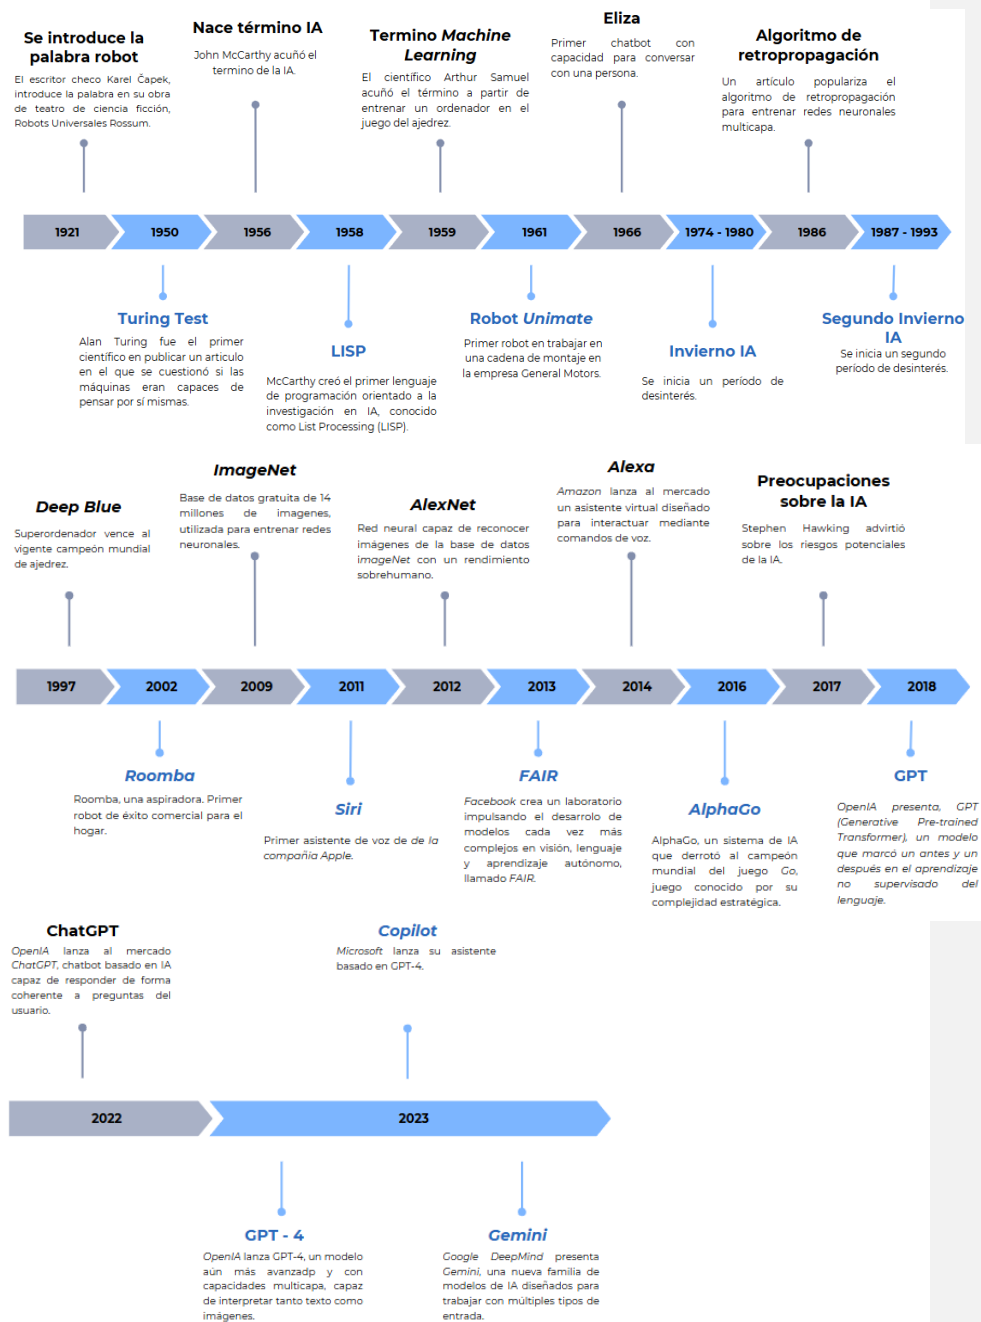 Se introduce la
palabra robot
El escritor checo Karel Čapek,
introduce la palabra en su obra
de teatro de ciencia ficción,
Robots Universales Rossum.
Nace término IA
John McCarthy acuñó el
termino de la IA.
Termino Machine
Learning
El científico Arthur Samuel
acuñó el término a partir de
entrenar un ordenador en el
juego del ajedrez.
Eliza
Primer chatbot con
capacidad para conversar
con una persona.
Algoritmo de
retropropagación
Un artículo populariza el
algoritmo de retropropagación
para entrenar redes neuronales
multicapa.
1921
1950
1956
1958
1959
1961
1966
1974 - 1980
1986
1987 - 1993
Turing Test
Alan Turing fue el primer
científico en publicar un articulo
en el que se cuestionó si las
máquinas eran capaces de
pensar por sí mismas.
LISP
McCarthy creó el primer lenguaje
de programación orientado a la
investigación en IA, conocido
como List Processing (LISP).
Robot Unimate
Primer robot en trabajar en
una cadena de montaje en
la empresa General Motors.
Invierno IA
Se inicia un período de
desinterés.
Segundo Invierno
IA
Se inicia un segundo
período de desinterés.
Deep Blue
Superordenador vence al
vigente campeón mundial
de ajedrez.
ImageNet
Base de datos gratuita de 14
millones de imagenes,
utilizada para entrenar redes
neuronales.
AlexNet
Red neural capaz de reconocer
imágenes de la base de datos
imageNet con un rendimiento
sobrehumano.
Alexa
Amazon lanza al mercado
un asistente virtual diseñado
para interactuar mediante
comandos de voz.
Preocupaciones
sobre la IA
Stephen Hawking advirtió
sobre los riesgos potenciales
de la IA.
1997
2002
2009
2011
2012
2013
2014
2016
2017
2018
Roomba
Roomba, una aspiradora. Primer
robot de éxito comercial para el
hogar.
Siri
Primer asistente de voz de de la
compañía Apple.
FAIR
Facebook crea un laboratorio
impulsando el desarrolo de
modelos cada vez más
complejos en visión, lenguaje
y aprendizaje autónomo,
llamado FAIR.
AlphaGo
AlphaGo, un sistema de IA
que derrotó al campeón
mundial del juego Go,
juego conocido por su
complejidad estratégica.
GPT
OpenIA presenta, GPT
(Generative Pre-trained
Transformer), un modelo
que marcó un antes y un
después en el aprendizaje
no supervisado del
lenguaje.
ChatGPT
OpenIA lanza al mercado
ChatGPT, chatbot basado en IA
capaz de responder de forma
coherente a preguntas del
usuario.
Copilot
Microsoft lanza su asistente
basado en GPT-4.
2022
2023
GPT - 4
OpenIA lanza GPT-4, un modelo
aún más avanzadp y con
capacidades multicapa, capaz
de interpretar tanto texto como
imágenes.
Gemini
Google DeepMind presenta
Gemini, una nueva familia de
modelos de IA diseñados para
trabajar con múltiples tipos de
entrada.